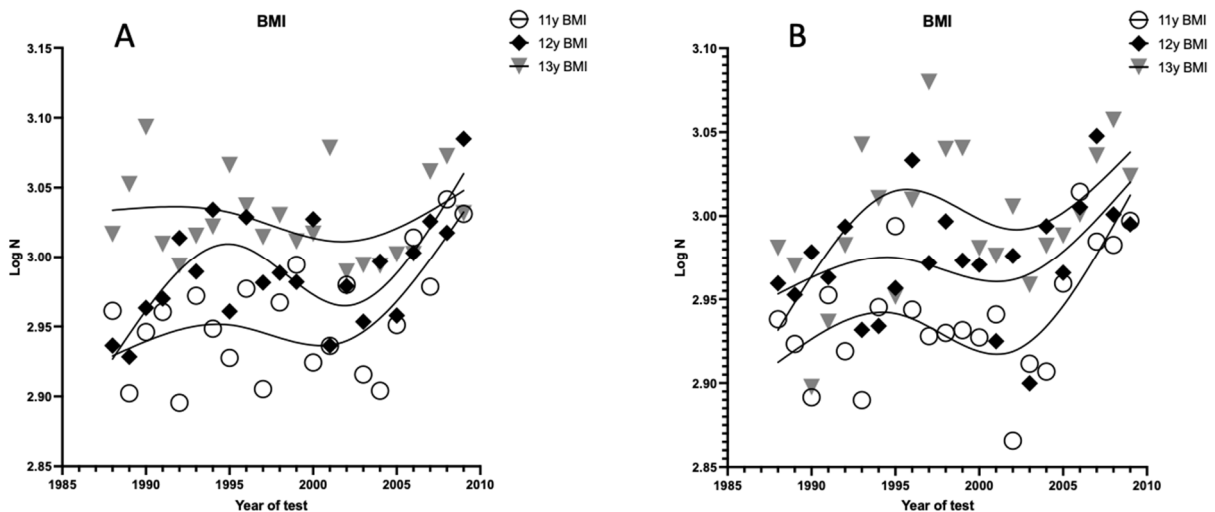 A
BMI
11y BMI
12y BMI
13y BMI
3.15
3.10
3.05
3.00
2.95
2.90
2.85
Log N
1985
1990
1995
2000
2005
2010
Year of test
B
BMI
11y BMI
12y BMI
13y BMI
3.10
3.05
3.00
2.95
2.90
2.85
Log N
1985
1990
1995
2000
2005
2010
Year of test